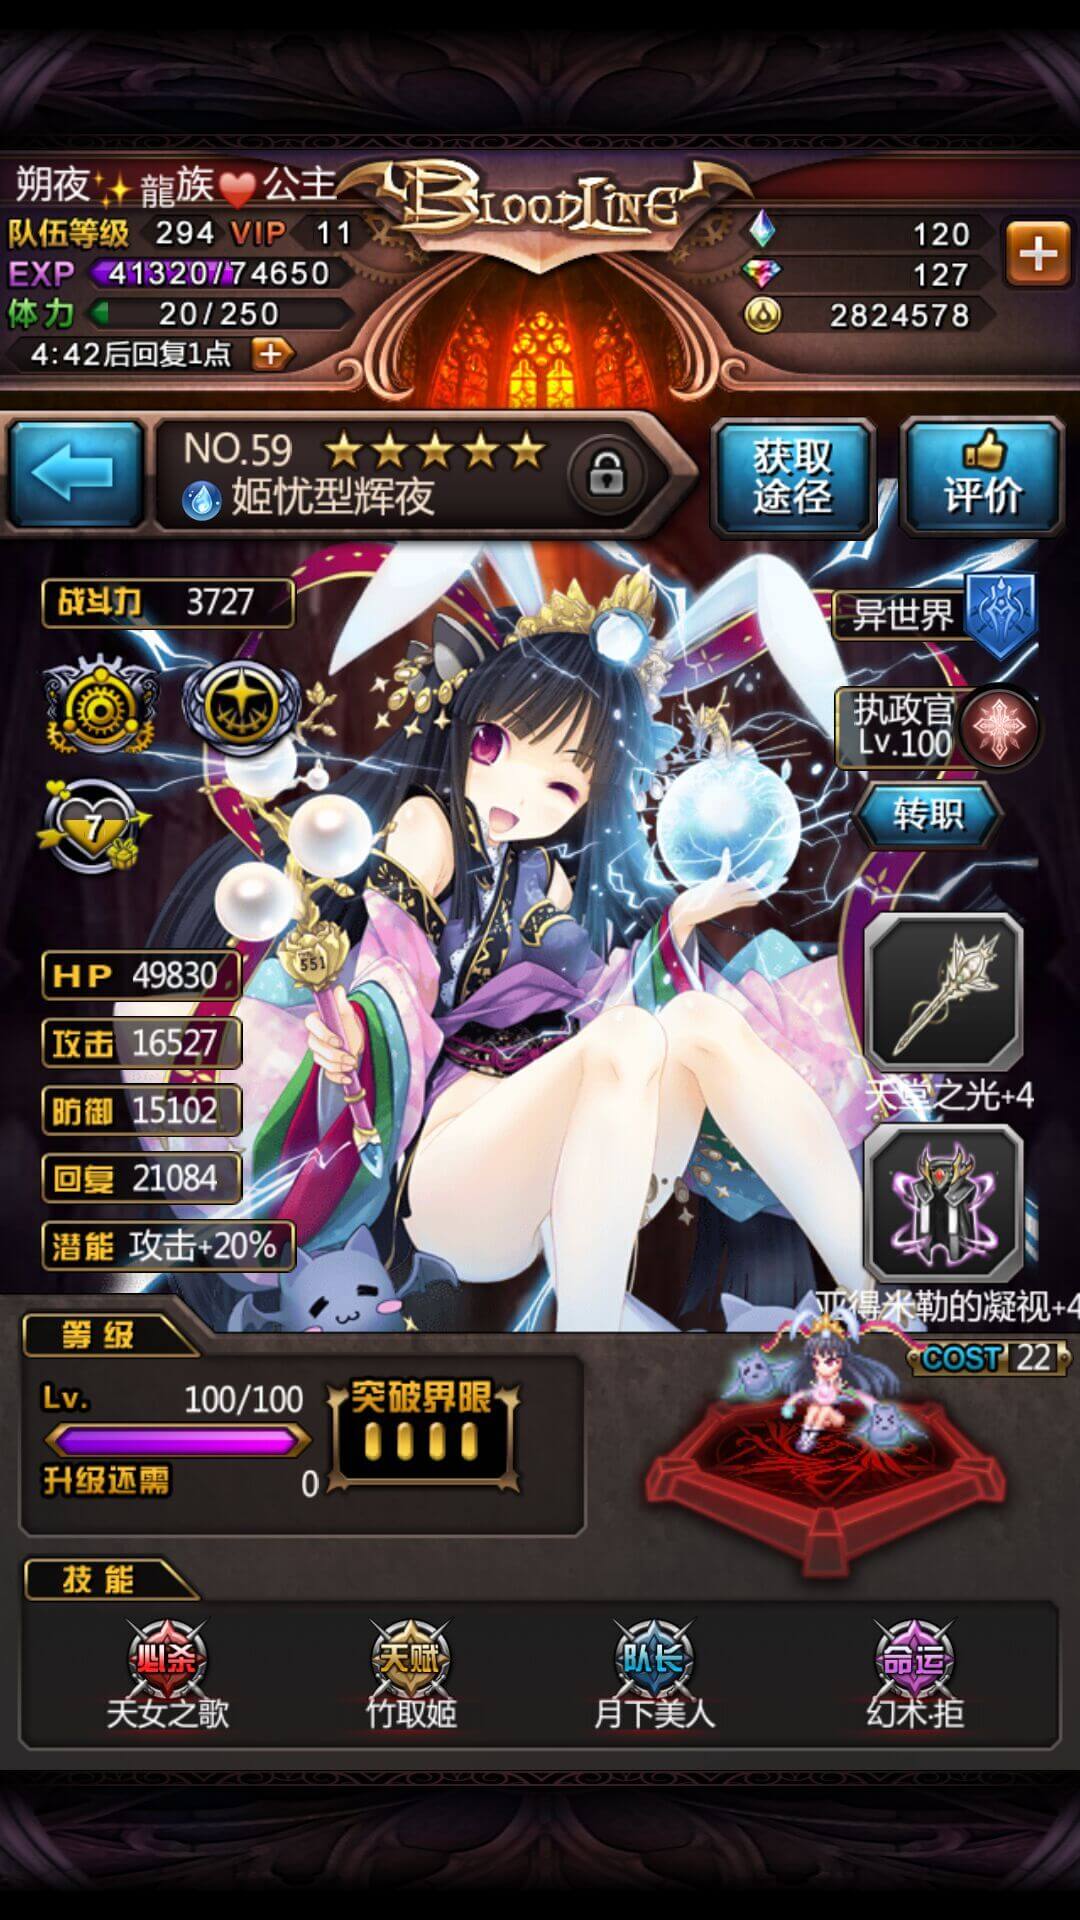 朔夜✨龍族❤公主
BLOODLINE
队伍等级 294 VIP 11
EXP 41320/74650
体力 20/250
4:42后回复1点
120
127
2824578
NO.59
姬忧型辉夜
获取
途径
评价
战斗力 3727
异世界
执政官
Lv.100
转职
7
551
HP 49830
攻击 16527
防御 15102
回复 21084
潜能 攻击+20%
天堂之光+4
亚得米勒的凝视+4
COST 22
等级
Lv. 100/100
突破界限
升级还需 0
技能
必杀 天赋 队长 命运
天女之歌 竹取姬 月下美人 幻术·拒